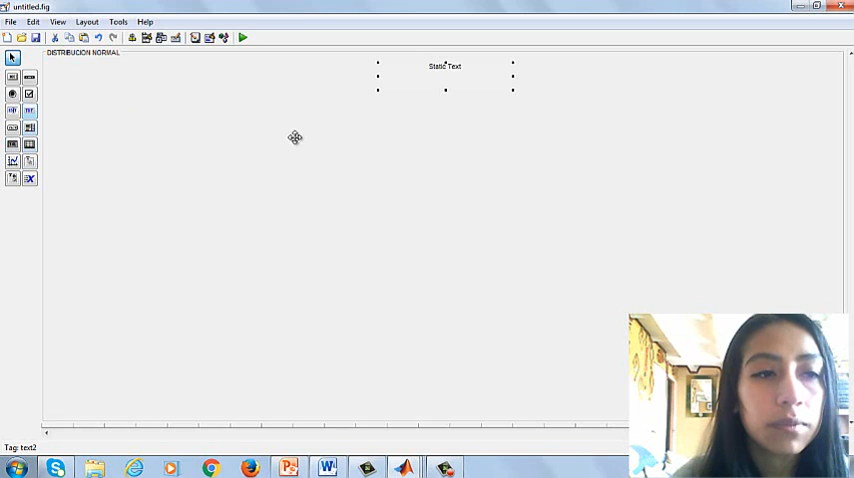 untitled.fig
File Edit View Layout Tools Help
DISTRIBUCION NORMAL
Static Text
Tag: text2